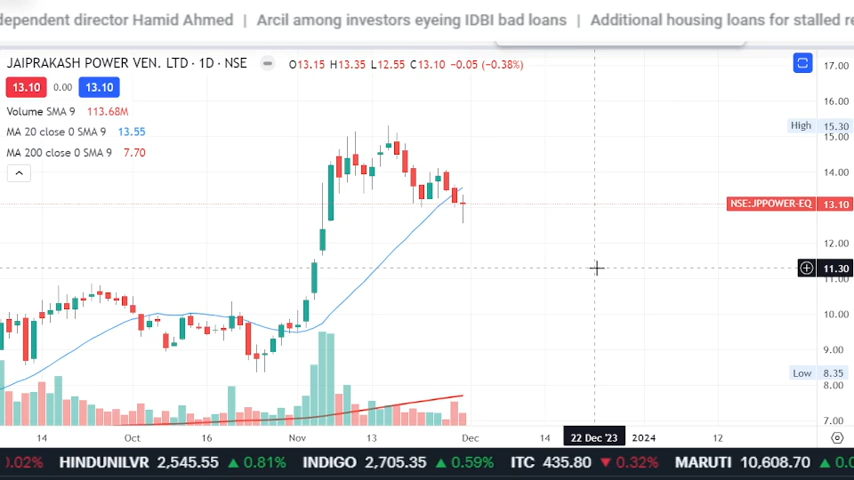 dependent director Hamid Ahmed | Arcil among investors eyeing IDBI bad loans | Additional housing loans for stalled re
JAIPRAKASH POWER VEN. LTD · 1D · NSE O13.15 H13.35 L12.55 C13.10 -0.05 (-0.38%)
13.10 0.00 13.10
Volume SMA 9 113.68M
MA 20 close 0 SMA 9 13.55
MA 200 close 0 SMA 9 7.70
17.00
16.00
High 15.30
15.00
14.00
NSE:JPPOWER-EQ 13.10
12.00
11.30
11.00
10.00
9.00
Low 8.35
8.00
7.00
14 Oct 16 Nov 13 Dec 14 22 Dec '23 2024 12
0.02% HINDUNILVR 2,545.55 ▲ 0.81% INDIGO 2,705.35 ▲ 0.59% ITC 435.80 ▼ 0.32% MARUTI 10,608.70 ▲ 0.0